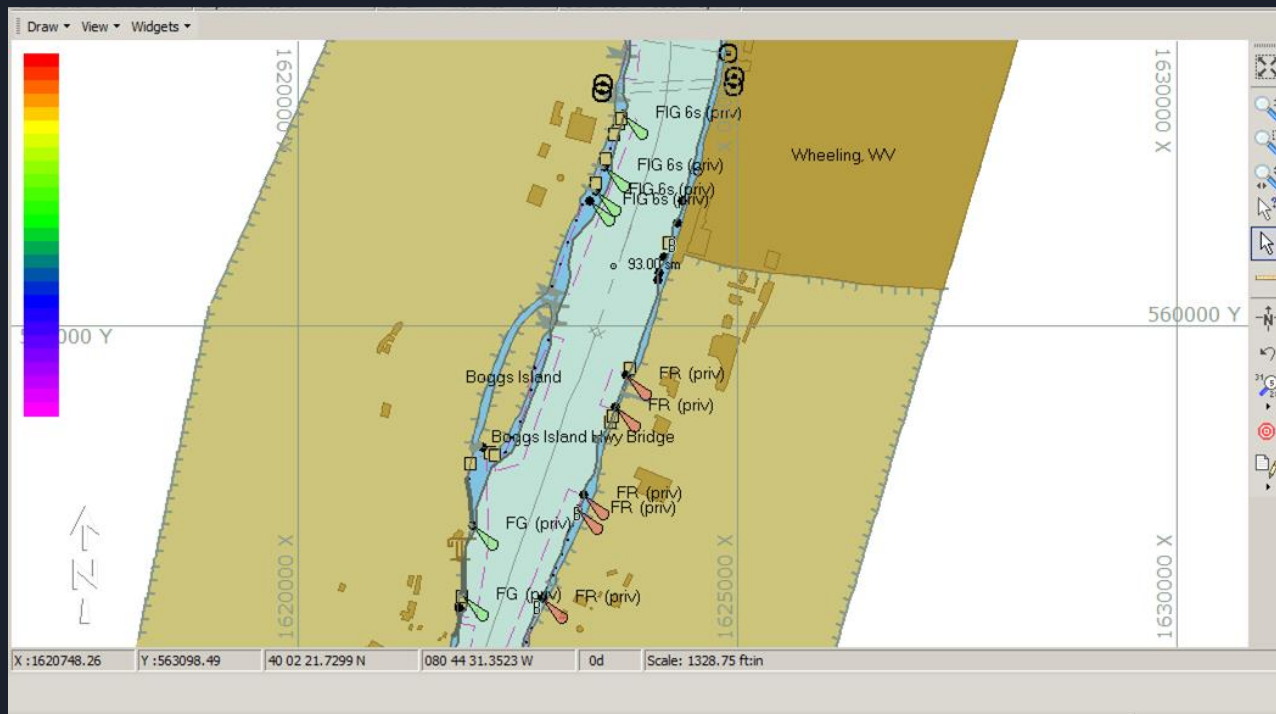 Draw View Widgets
1620000 X
1630000 X
FlG 6s (priv)
Wheeling, WV
FlG 6s (priv)
FlG 6s (priv)
FlG 6s (priv)
B
93.00 sm
560000 Y
000 Y
FR (priv)
Boggs Island
FR (priv)
Boggs Island Hwy Bridge
FR (priv)
FR (priv)
B
FG (priv)
1620000 X
1625000 X
1630000 X
FG (priv)
FR (priv)
B
N
X :1620748.26 Y :563098.49 40 02 21.7299 N 080 44 31.3523 W 0d Scale: 1328.75 ft:in